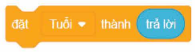 đặt Tuổi thành trả lời